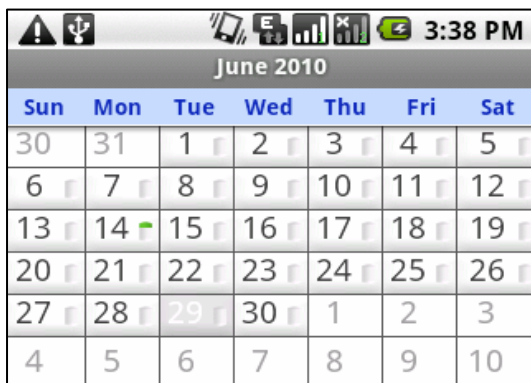 3:38 PM
June 2010
Sun Mon Tue Wed Thu Fri Sat
30 31 1 2 3 4 5
6 7 8 9 10 11 12
13 14 15 16 17 18 19
20 21 22 23 24 25 26
27 28 29 30 1 2 3
4 5 6 7 8 9 10